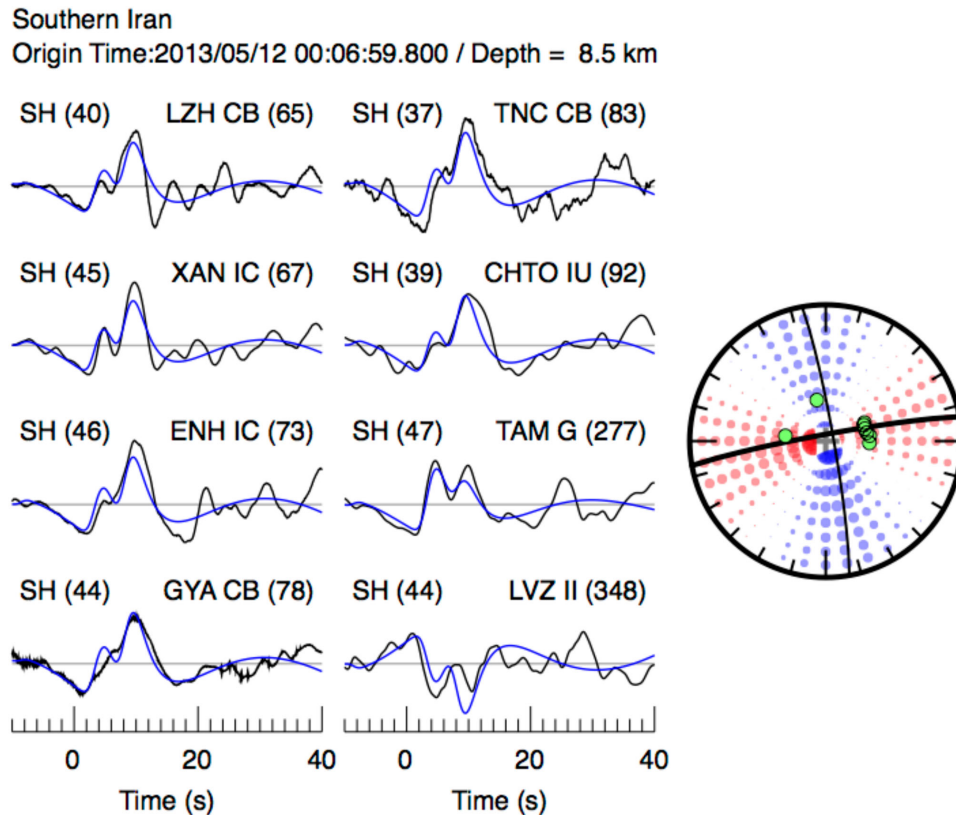 Southern Iran
Origin Time:2013/05/12 00:06:59.800 / Depth = 8.5 km
SH (40) LZH CB (65) SH (37) TNC CB (83)
SH (45) XAN IC (67) SH (39) CHTO IU (92)
SH (46) ENH IC (73) SH (47) TAM G (277)
SH (44) GYA CB (78) SH (44) LVZ II (348)
0 20 40 0 20 40
Time (s) Time (s)